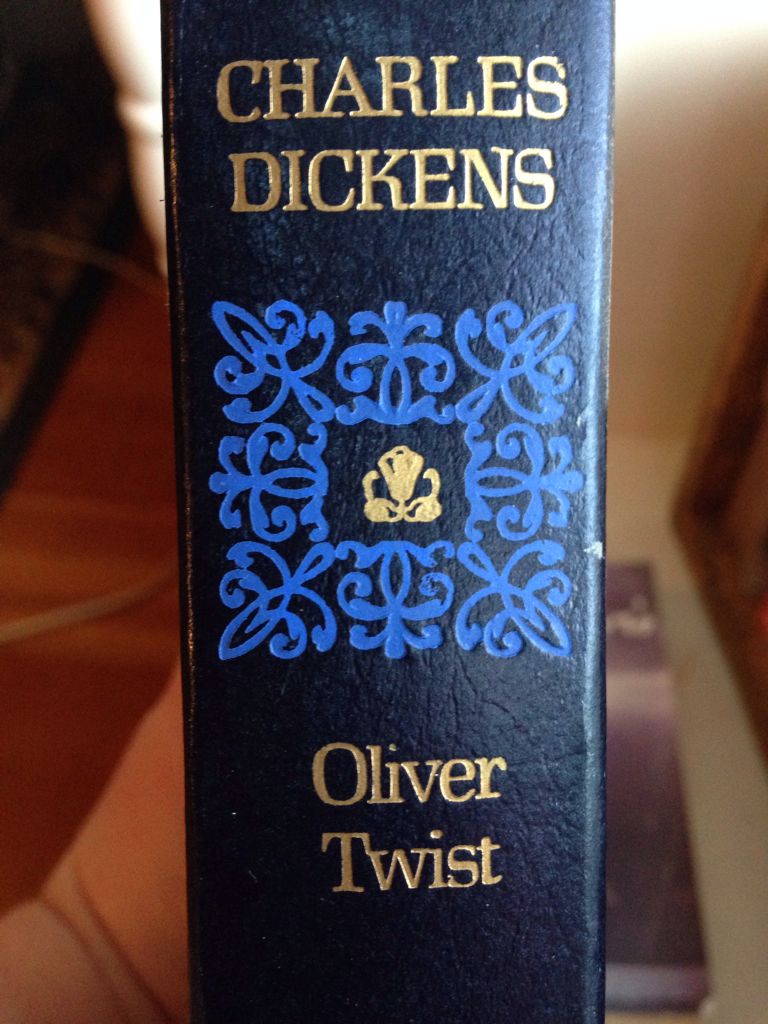 CHARLES
DICKENS
Oliver
Twist